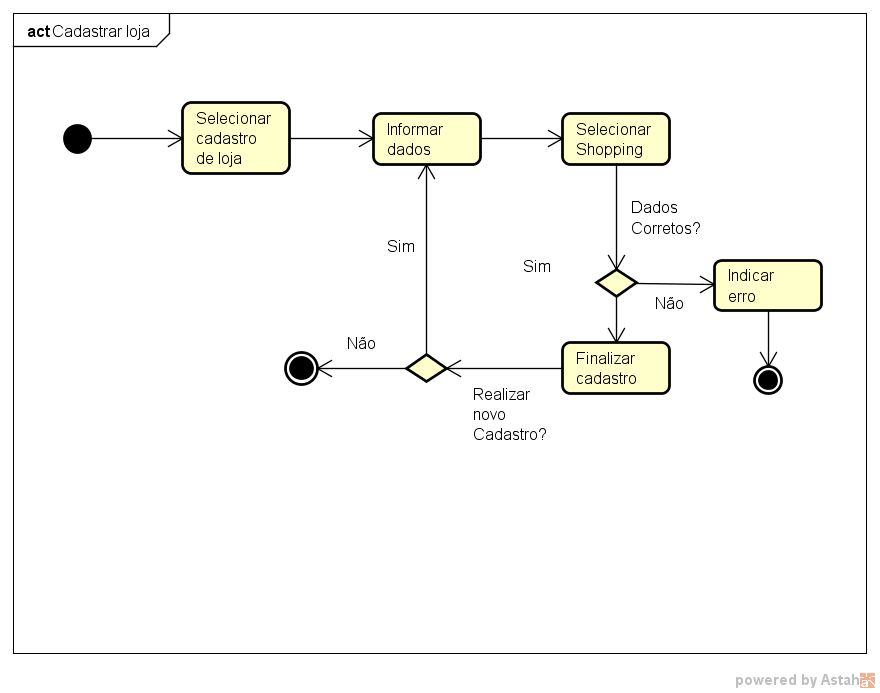 act Cadastrar loja
Selecionar
cadastro
de loja
Informar
dados
Selecionar
Shopping
Dados
Corretos?
Sim
Sim
Indicar
erro
Não
Não
Finalizar
cadastro
Realizar
novo
Cadastro?
powered by Astah